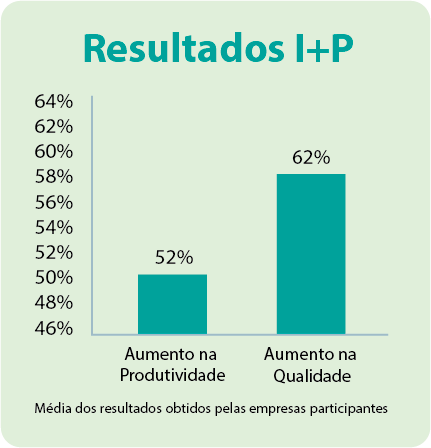 Resultados I+P
64%
62%
60%
58%
56%
54%
52%
50%
48%
46%
52%
62%
Aumento na
Produtividade
Aumento na
Qualidade
Média dos resultados obtidos pelas empresas participantes